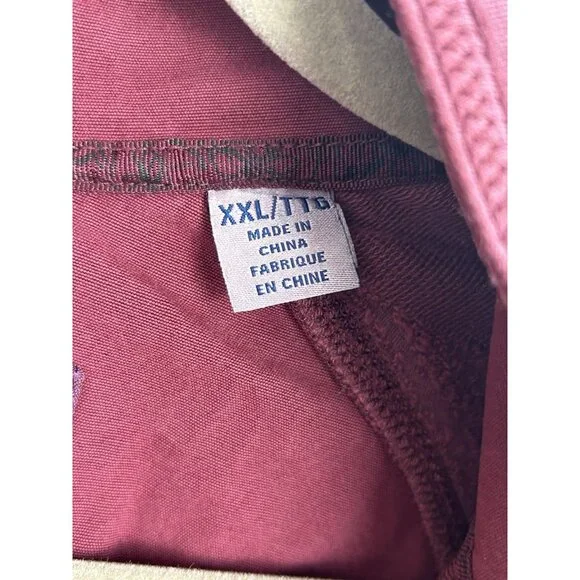 XXL/TTG
MADE IN
CHINA
FABRIQUE
EN CHINE